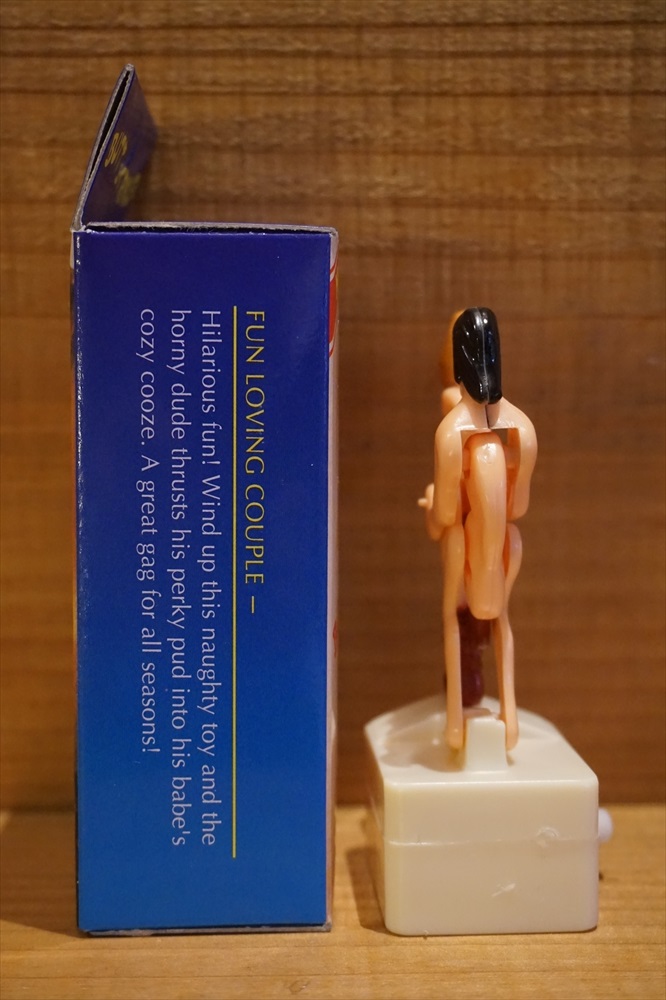 FUN LOVING COUPLE —
Hilarious fun! Wind up this naughty toy and the
horny dude thrusts his perky pud into his babe's
cozy cooze. A great gag for all seasons!